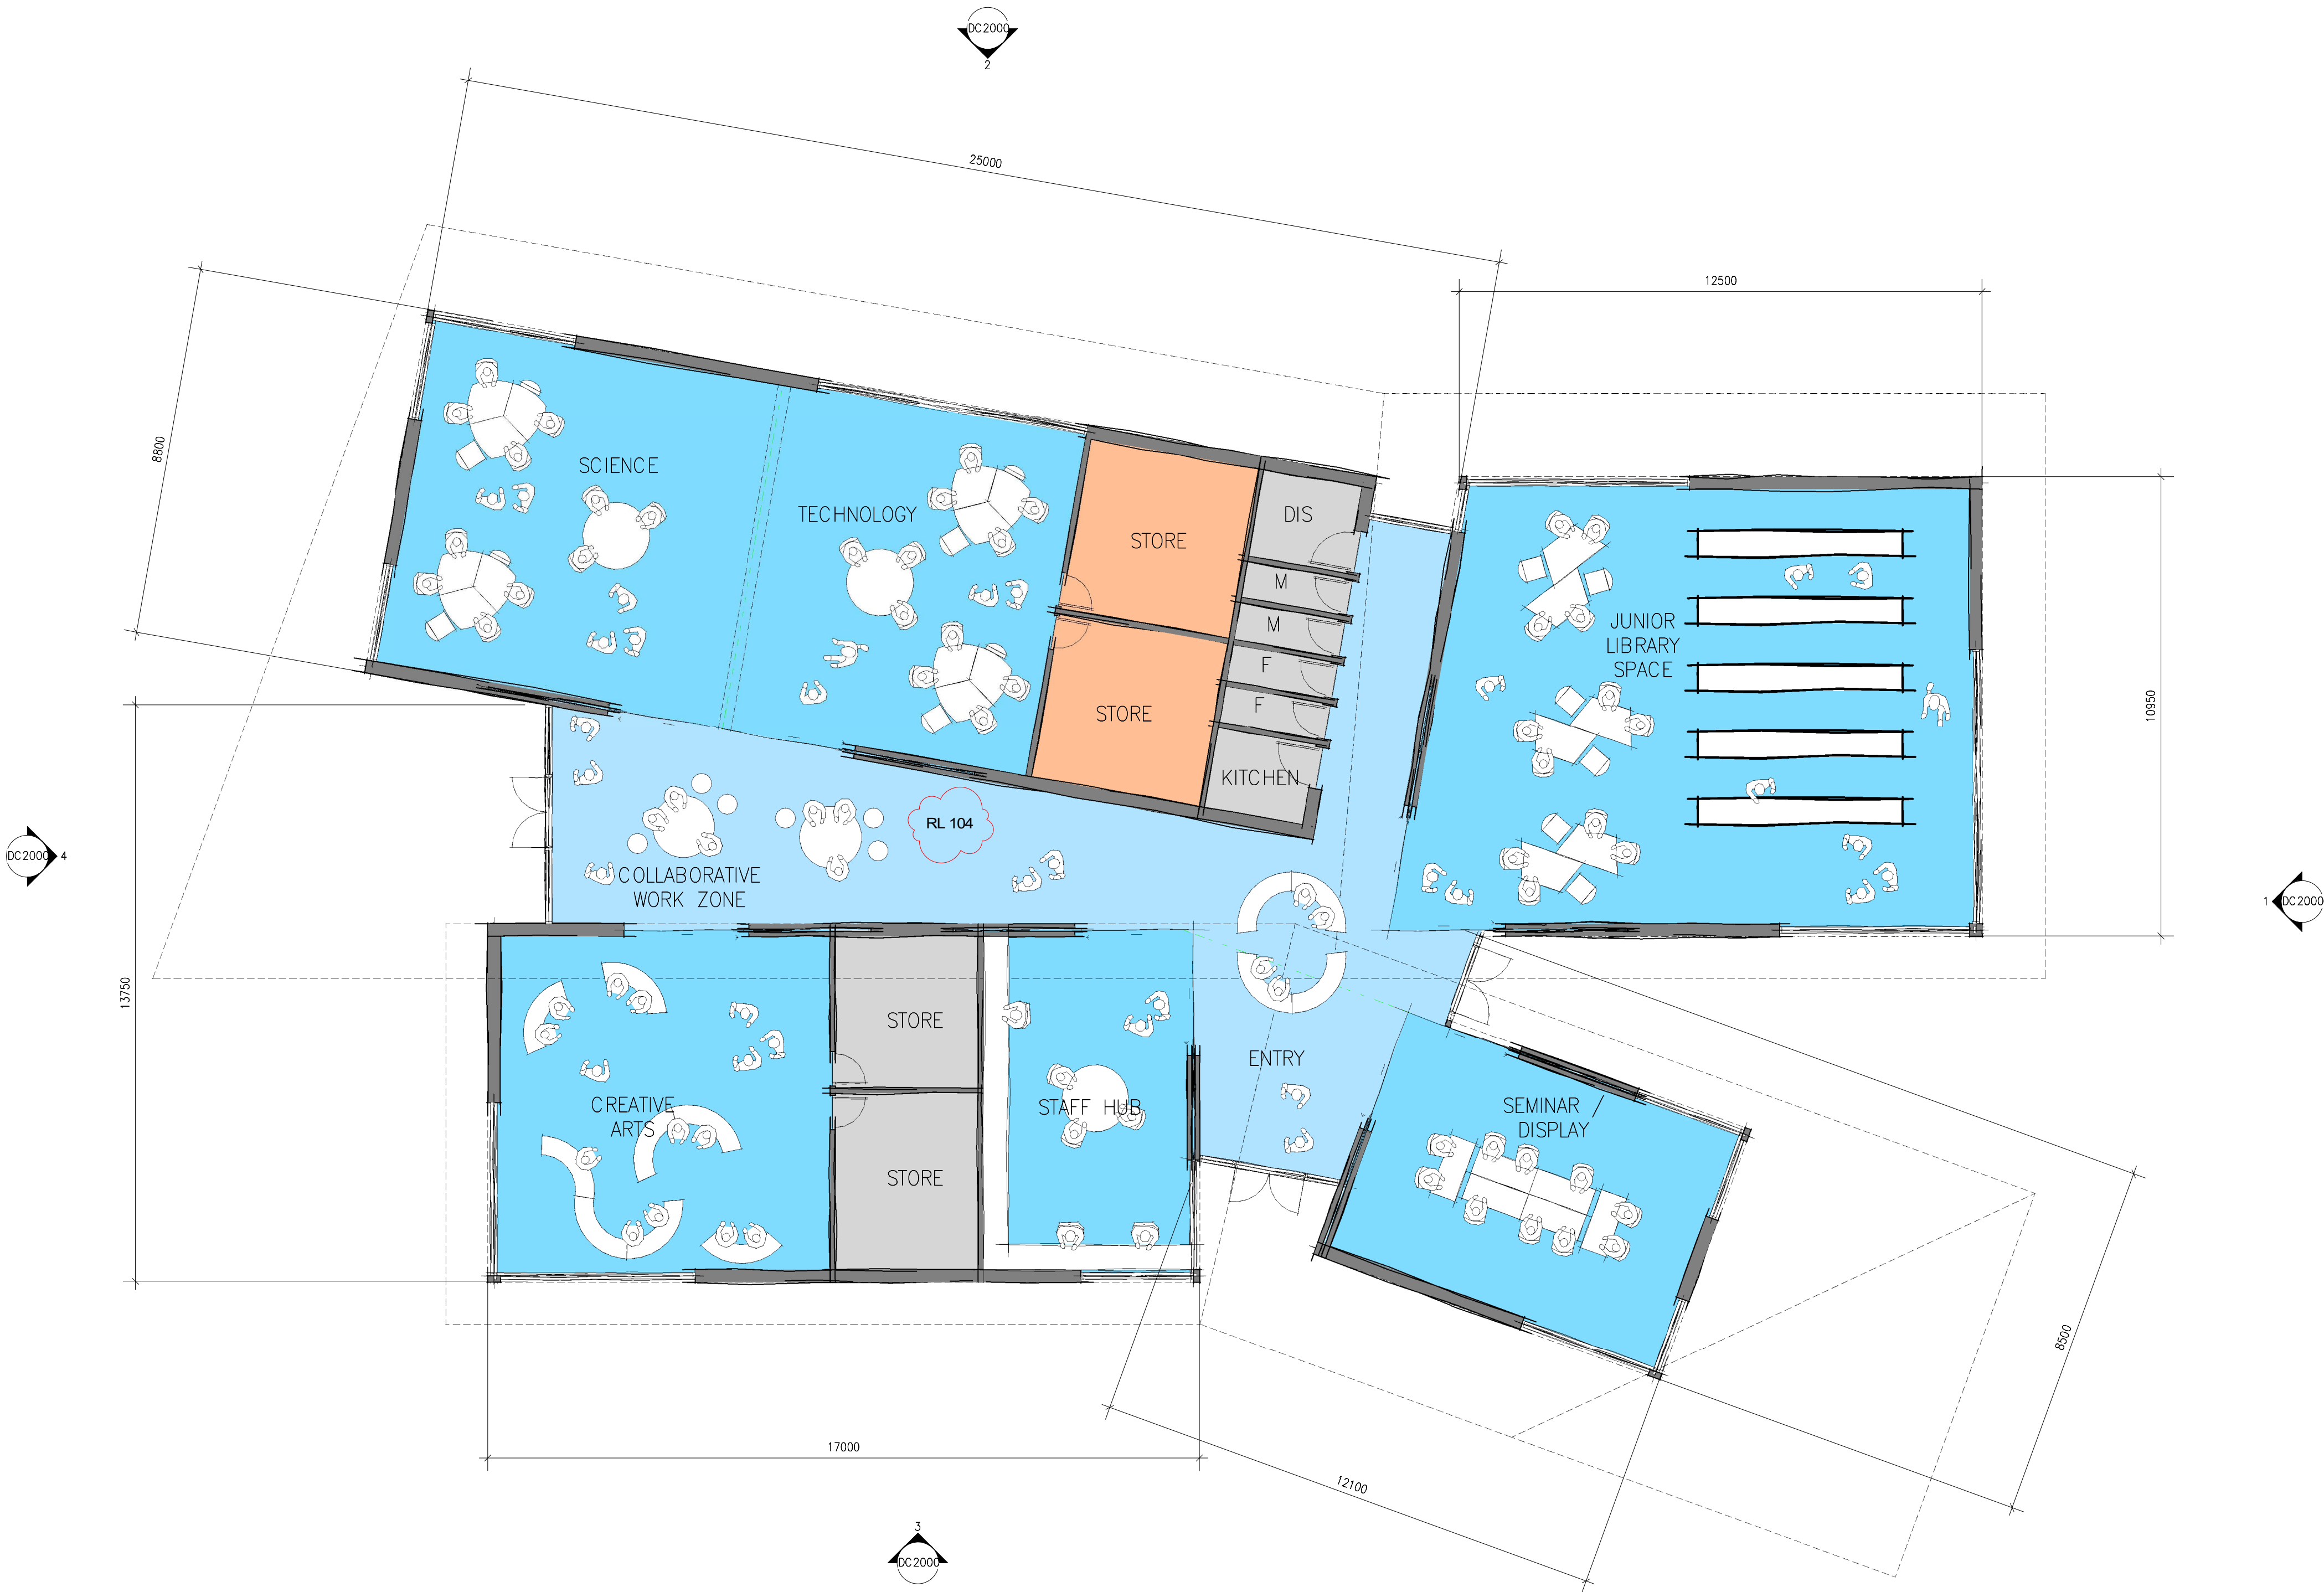 DC2000
2
25000
12500
8800
SCIENCE
TECHNOLOGY
STORE
DIS
M
M
F
F
STORE
KITCHEN
JUNIOR
LIBRARY
SPACE
10950
RL 104
COLLABORATIVE
WORK ZONE
DC2000
4
1
DC2000
13750
STORE
ENTRY
CREATIVE
ARTS
STAFF HUB
SEMINAR /
DISPLAY
STORE
8500
17000
12100
3
DC2000